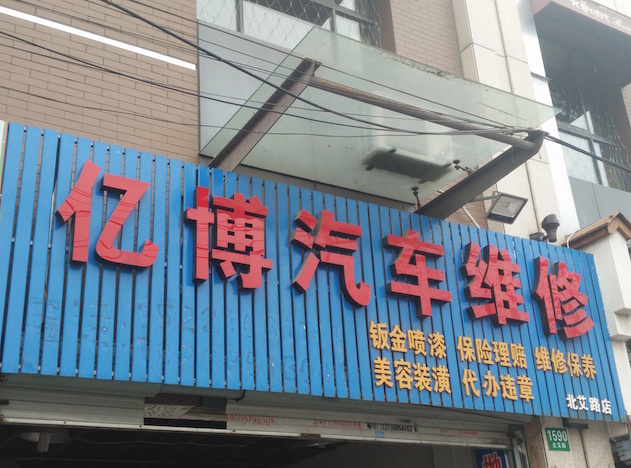 亿博汽车维修
钣金喷漆 保险理赔 维修保养
美容装潢 代办违章
北艾路店
1590